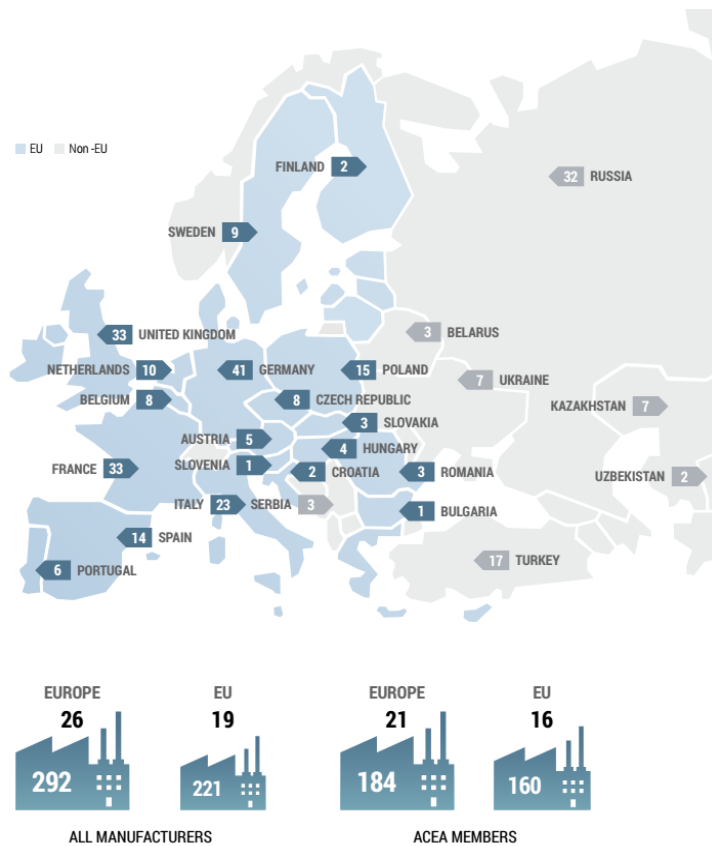 EU Non -EU
FINLAND 2
32 RUSSIA
SWEDEN 9
33 UNITED KINGDOM
3 BELARUS
NETHERLANDS 10
41 GERMANY
15 POLAND
7 UKRAINE
BELGIUM 8
8 CZECH REPUBLIC
KAZAKHSTAN 7
3 SLOVAKIA
AUSTRIA 5
4 HUNGARY
FRANCE 33
SLOVENIA 1
2 CROATIA
3 ROMANIA
UZBEKISTAN 2
ITALY 23
SERBIA 3
1 BULGARIA
14 SPAIN
17 TURKEY
6 PORTUGAL
EUROPE EU EUROPE EU
26 19 21 16
292 221 184 160
ALL MANUFACTURERS ACEA MEMBERS